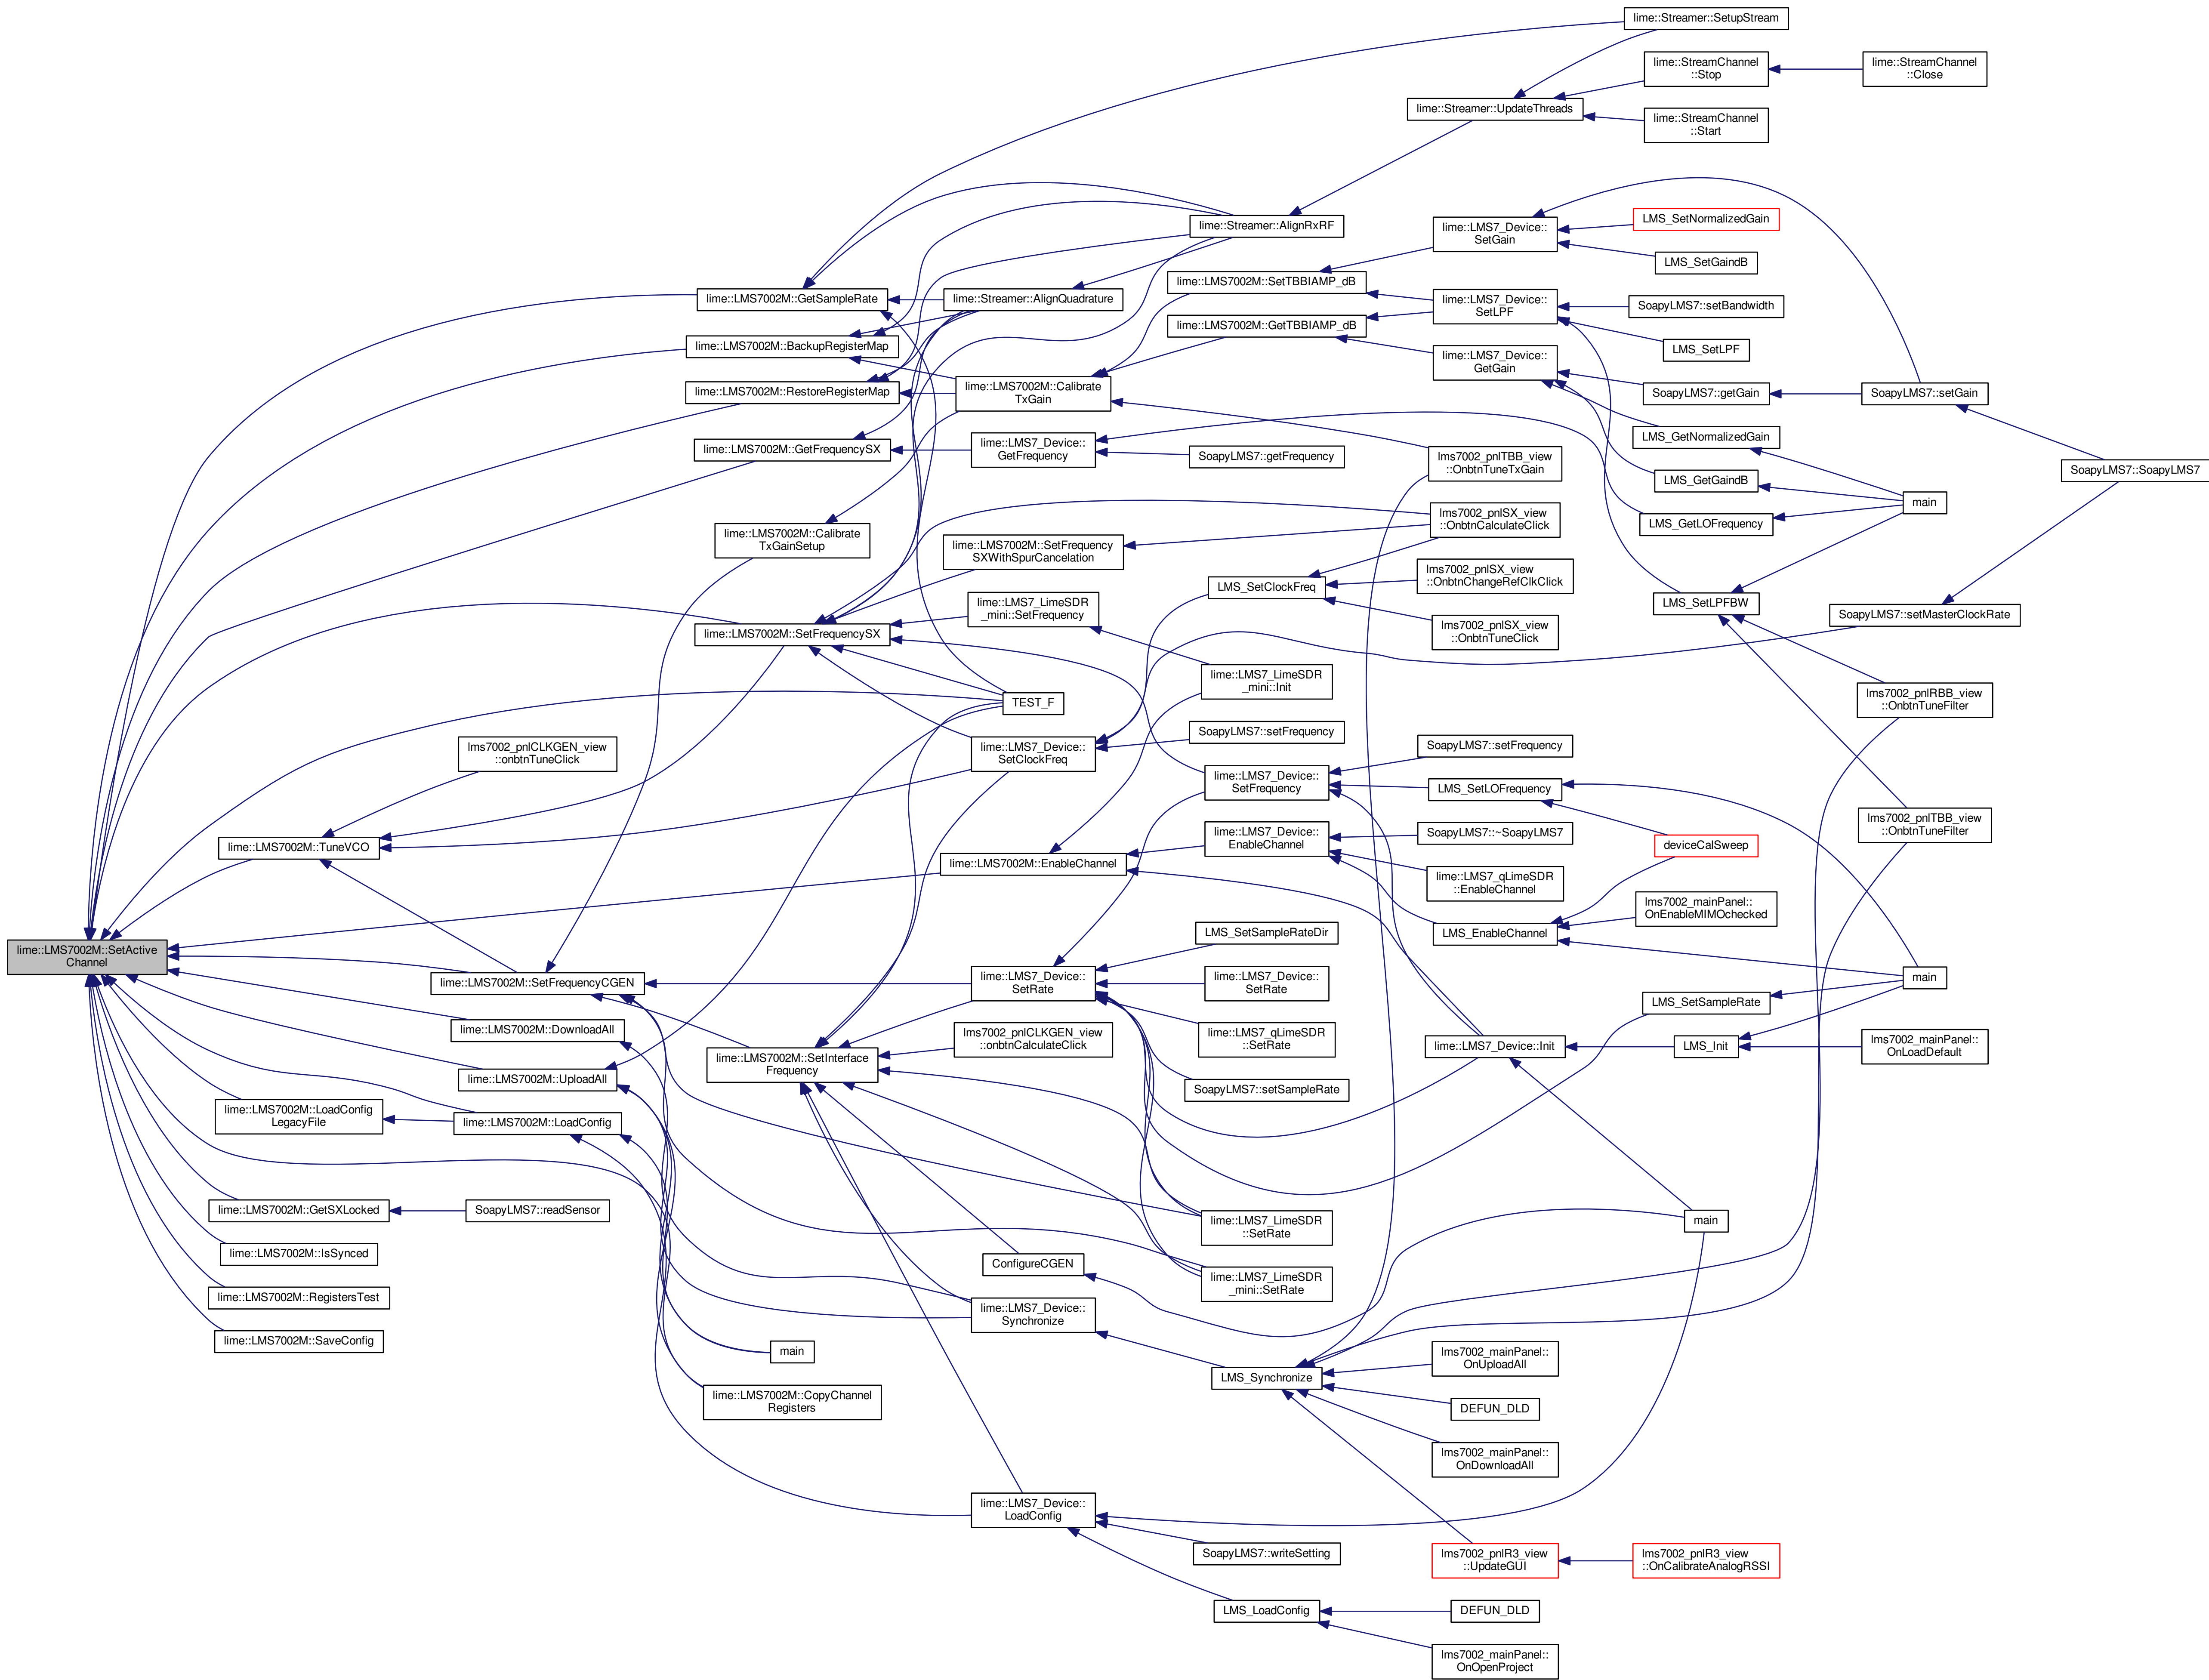 lime::LMS7002M::SetActive
Channel
lime::LMS7002M::TuneVCO
lime::LMS7002M::LoadConfig
LegacyFile
lime::LMS7002M::GetSXLocked
lime::LMS7002M::IsSynced
lime::LMS7002M::RegistersTest
lime::LMS7002M::SaveConfig
lms7002_pnlCLKGEN_view
::onbtnTuneClick
lime::LMS7002M::SetFrequencyCGEN
lime::LMS7002M::DownloadAll
lime::LMS7002M::UploadAll
lime::LMS7002M::LoadConfig
SoapyLMS7::readSensor
lime::LMS7002M::GetSampleRate
lime::LMS7002M::BackupRegisterMap
lime::LMS7002M::RestoreRegisterMap
lime::LMS7002M::GetFrequencySX
lime::LMS7002M::Calibrate
TxGainSetup
lime::LMS7002M::SetFrequencySX
lime::LMS7002M::SetInterface
Frequency
main
lime::LMS7002M::CopyChannel
Registers
lime::Streamer::AlignQuadrature
lime::LMS7002M::Calibrate
TxGain
lime::LMS7_Device::
GetFrequency
lime::LMS7002M::SetFrequency
SXWithSpurCancelation
lime::LMS7_LimeSDR
_mini::SetFrequency
TEST_F
lime::LMS7_Device::
SetClockFreq
lime::LMS7002M::EnableChannel
lime::LMS7_Device::
SetRate
lms7002_pnlCLKGEN_view
::onbtnCalculateClick
ConfigureCGEN
lime::LMS7_Device::
Synchronize
lime::LMS7_Device::
LoadConfig
lime::Streamer::AlignRxRF
lime::LMS7002M::SetTBBIAMP_dB
lime::LMS7002M::GetTBBIAMP_dB
SoapyLMS7::getFrequency
LMS_SetClockFreq
lime::LMS7_LimeSDR
_mini::Init
SoapyLMS7::setFrequency
lime::LMS7_Device::
SetFrequency
lime::LMS7_Device::
EnableChannel
LMS_SetSampleRateDir
lime::LMS7_Device::
SetRate
lime::LMS7_qLimeSDR
::SetRate
SoapyLMS7::setSampleRate
lime::LMS7_LimeSDR
::SetRate
lime::LMS7_LimeSDR
_mini::SetRate
LMS_Synchronize
SoapyLMS7::writeSetting
LMS_LoadConfig
lime::Streamer::UpdateThreads
lime::LMS7_Device::
SetGain
lime::LMS7_Device::
SetLPF
lime::LMS7_Device::
GetGain
lms7002_pnlTBB_view
::OnbtnTuneTxGain
lms7002_pnlSX_view
::OnbtnCalculateClick
lms7002_pnlSX_view
::OnbtnChangeRefClkClick
lms7002_pnlSX_view
::OnbtnTuneClick
SoapyLMS7::setFrequency
LMS_SetLOFrequency
SoapyLMS7::~SoapyLMS7
lime::LMS7_qLimeSDR
::EnableChannel
LMS_EnableChannel
lime::LMS7_Device::Init
lms7002_mainPanel::
OnUploadAll
DEFUN_DLD
lms7002_mainPanel::
OnDownloadAll
lms7002_pnlR3_view
::UpdateGUI
DEFUN_DLD
lms7002_mainPanel::
OnOpenProject
lime::Streamer::SetupStream
lime::StreamChannel
::Stop
lime::StreamChannel
::Start
LMS_SetNormalizedGain
LMS_SetGaindB
SoapyLMS7::setBandwidth
LMS_SetLPF
SoapyLMS7::getGain
LMS_GetNormalizedGain
LMS_GetGaindB
LMS_GetLOFrequency
LMS_SetLPFBW
deviceCalSweep
lms7002_mainPanel::
OnEnableMIMOchecked
LMS_SetSampleRate
LMS_Init
main
lms7002_pnlR3_view
::OnCalibrateAnalogRSSI
lime::StreamChannel
::Close
SoapyLMS7::setGain
main
SoapyLMS7::setMasterClockRate
lms7002_pnlRBB_view
::OnbtnTuneFilter
lms7002_pnlTBB_view
::OnbtnTuneFilter
main
lms7002_mainPanel::
OnLoadDefault
SoapyLMS7::SoapyLMS7